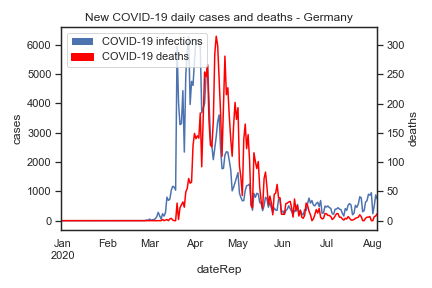 New COVID-19 daily cases and deaths - Germany
COVID-19 infections
COVID-19 deaths
6000
5000
4000
3000
2000
1000
0
cases
300
250
200
150
100
50
0
deaths
Jan Feb Mar Apr May Jun Jul Aug
2020
dateRep